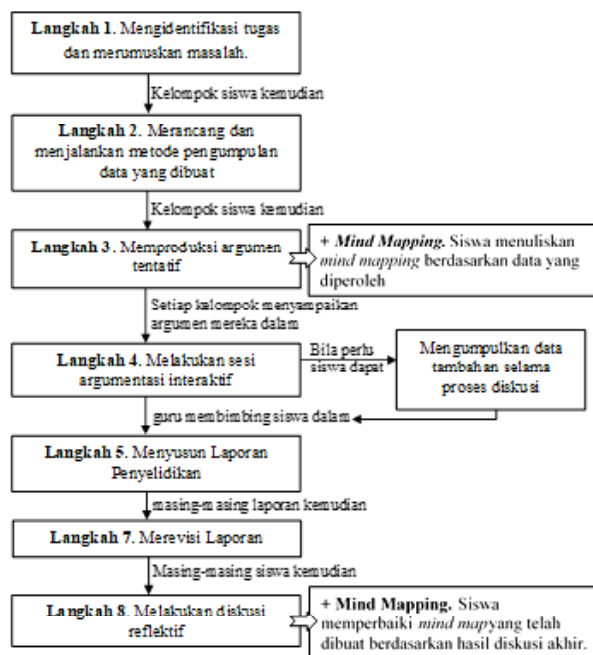 Langkah 1. Mengidentifikasi tugas
dan merumuskan masalah.
Kelompok siswa kemudian
Langkah 2. Merancang dan
menjalankan metode pengumpulan
data yang dibuat
Kelompok siswa kemudian
Langkah 3. Memproduksi argumen
tentatif
+ Mind Mapping. Siswa menuliskan
mind mapping berdasarkan data yang
diperoleh
Setiap kelompok menyampaikan
argumen mereka dalam
Langkah 4. Melakukan sesi
argumentasi interaktif
Bila perlu
siswa dapat
Mengumpulkan data
tambahan selama
proses diskusi
guru membimbing siswa dalam
Langkah 5. Menyusun Laporan
Penyelidikan
masing-masing laporan kemudian
Langkah 7. Merevisi Laporan
Masing-masing siswa kemudian
Langkah 8. Melakukan diskusi
reflektif
+ Mind Mapping. Siswa
memperbaiki mind mapyang telah
dibuat berdasarkan hasil diskusi akhir.